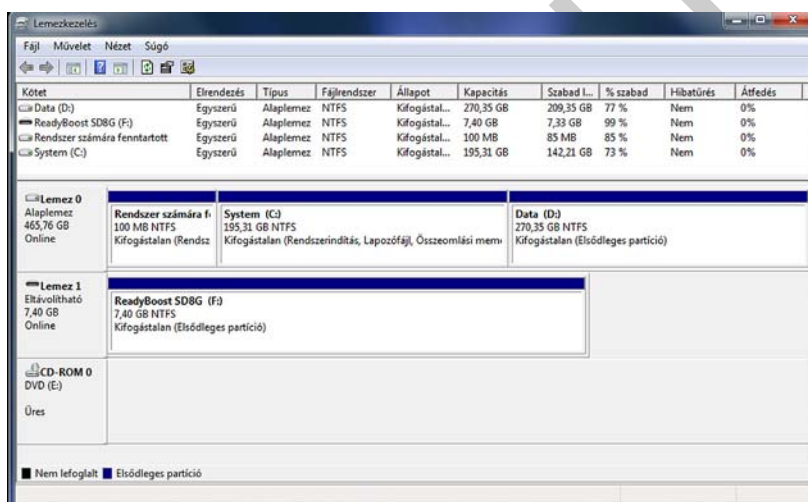 Lemezkezelés
Fájl Művelet Nézet Súgó
Kötet Elrendezés Típus Fájlrendszer Állapot Kapacitás Szabad l... % szabad Hibatűrés Átfedés
Data (D:) Egyszerű Alaplemez NTFS Kifogástal... 270,35 GB 209,35 GB 77 % Nem 0%
ReadyBoost SD8G (F:) Egyszerű Alaplemez NTFS Kifogástal... 7,40 GB 7,33 GB 99 % Nem 0%
Rendszer számára fenntartott Egyszerű Alaplemez NTFS Kifogástal... 100 MB 85 MB 85 % Nem 0%
System (C:) Egyszerű Alaplemez NTFS Kifogástal... 195,31 GB 142,21 GB 73 % Nem 0%
Lemez 0
Alaplemez
465,76 GB
Online
Rendszer számára f
100 MB NTFS
Kifogástalan (Rendsz
System (C:)
195,31 GB NTFS
Kifogástalan (Rendszerindítás, Lapozófájl, Összeomlási mem
Data (D:)
270,35 GB NTFS
Kifogástalan (Elsődleges partíció)
Lemez 1
Eltávolítható
7,40 GB
Online
ReadyBoost SD8G (F:)
7,40 GB NTFS
Kifogástalan (Elsődleges partíció)
CD-ROM 0
DVD (E:)
Üres
Nem lefoglalt Elsődleges partíció